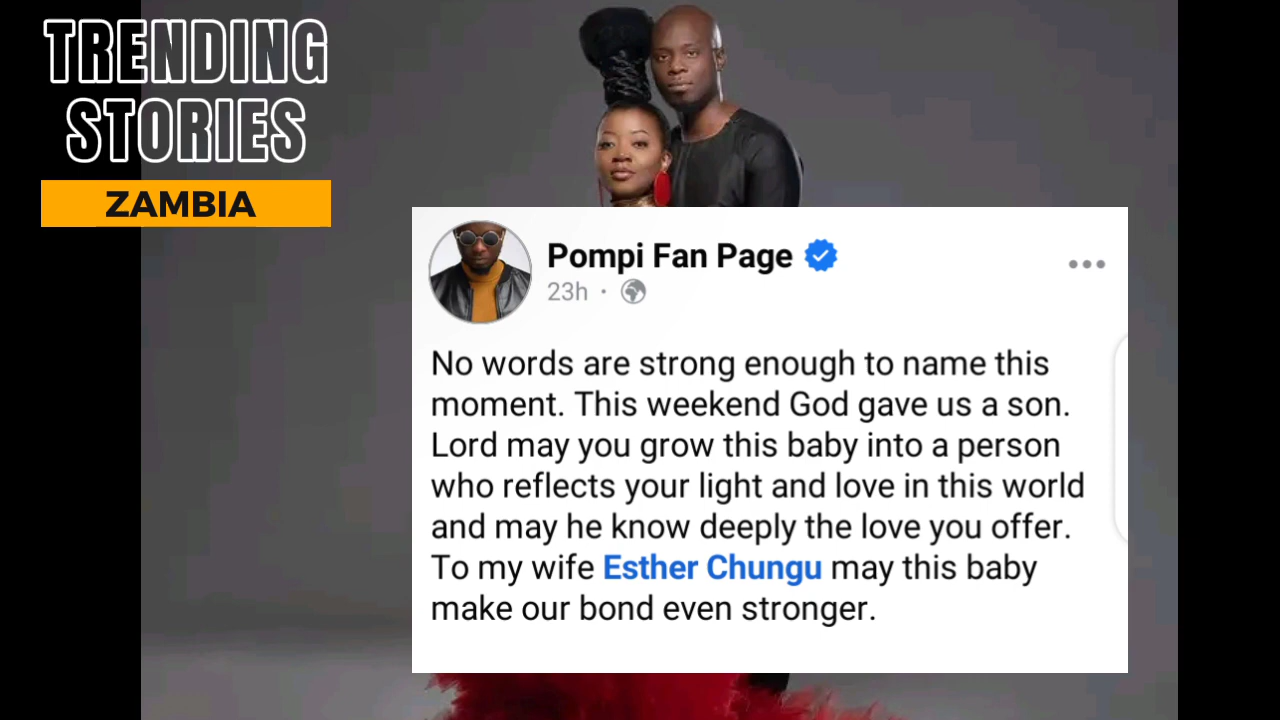 TRENDING
STORIES
ZAMBIA
Pompi Fan Page
23h ·
No words are strong enough to name this
moment. This weekend God gave us a son.
Lord may you grow this baby into a person
who reflects your light and love in this world
and may he know deeply the love you offer.
To my wife Esther Chungu may this baby
make our bond even stronger.